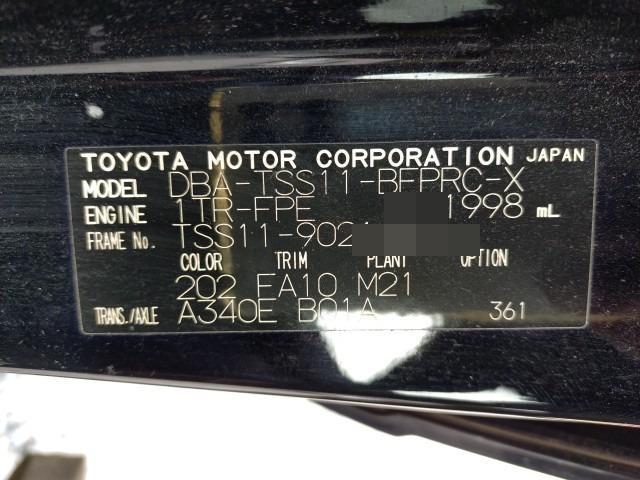 TOYOTA MOTOR CORPORATION JAPAN
MODEL DBA-TSS11-BEPRC-X
ENGINE 1TR-FPE 1998 mL
FRAME No. TSS11-902
COLOR TRIM PLANT OPTION
202 FA10 M21
TRANS./AXLE A340E B01A 361